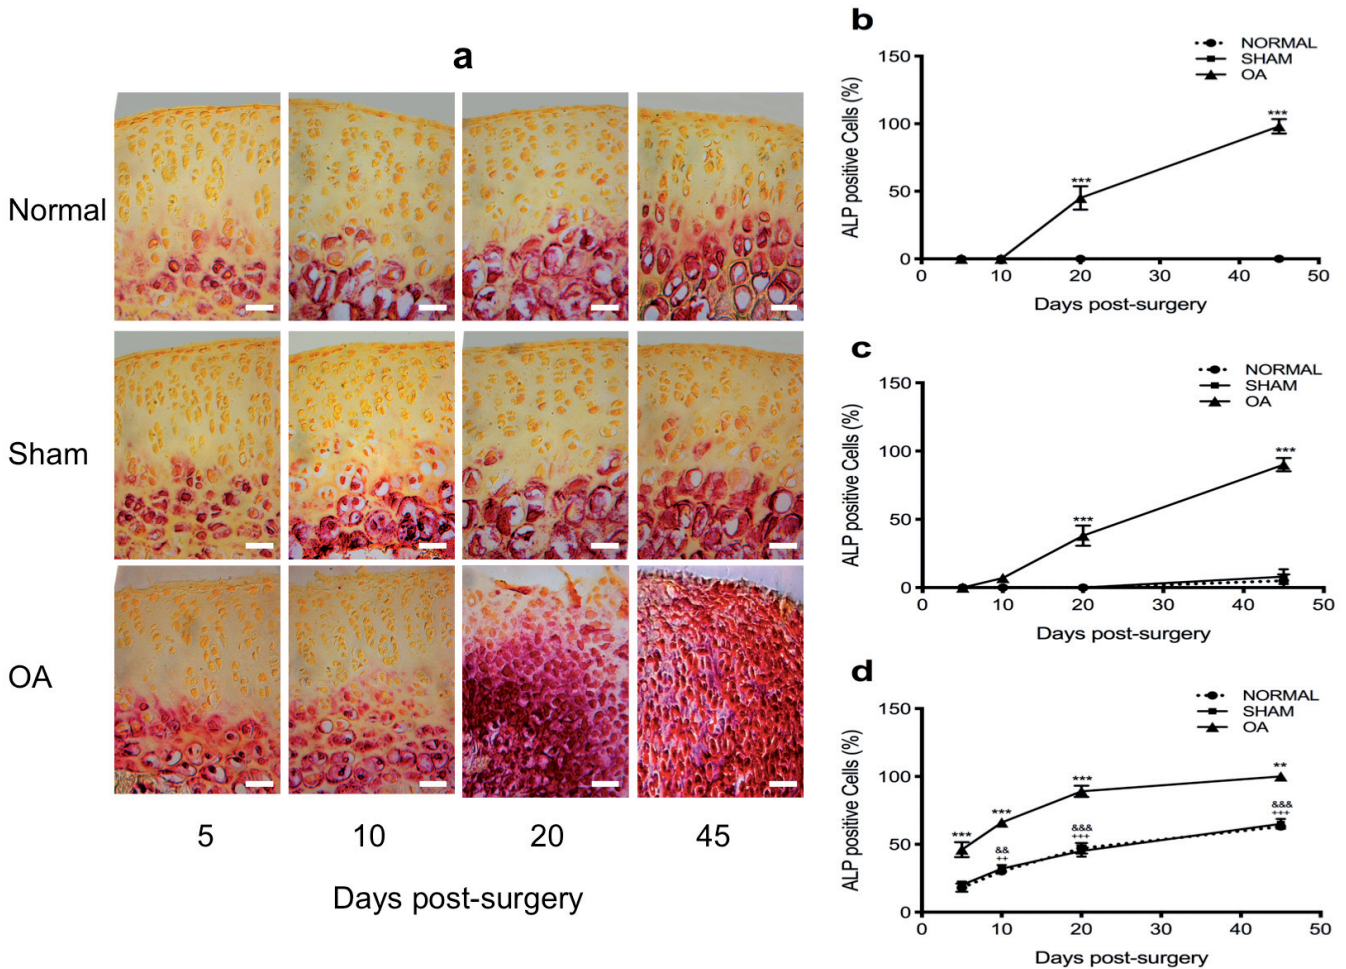 a
Normal
Sham
OA
5 10 20 45
Days post-surgery
b
NORMAL
SHAM
OA
ALP positive Cells (%)
150
100
50
0
***
***
0 10 20 30 40 50
Days post-surgery
c
NORMAL
SHAM
OA
ALP positive Cells (%)
150
100
50
0
***
***
0 10 20 30 40 50
Days post-surgery
d
NORMAL
SHAM
OA
ALP positive Cells (%)
150
100
50
0
***
***
***
**
&&
++
&&&
+++
&&&
+++
0 10 20 30 40 50
Days post-surgery